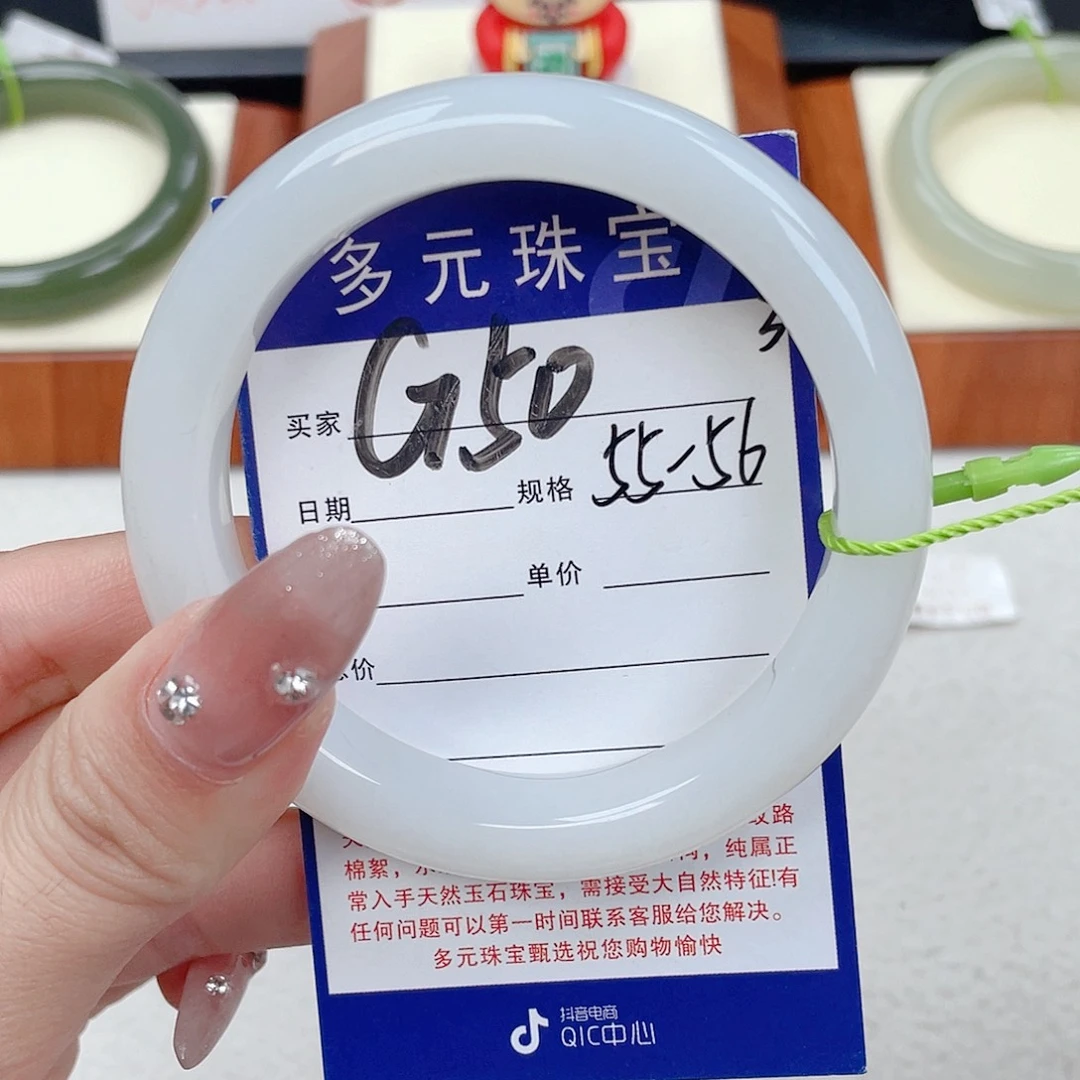 多元珠宝
买家 G50
日期 规格 55-56
单价
价
路
棉絮，
，纯属正
常入手天然玉石珠宝，需接受大自然特征!有
任何问题可以第一时间联系客服给您解决。
多元珠宝甄选祝您购物愉快
抖音电商
QIC中心